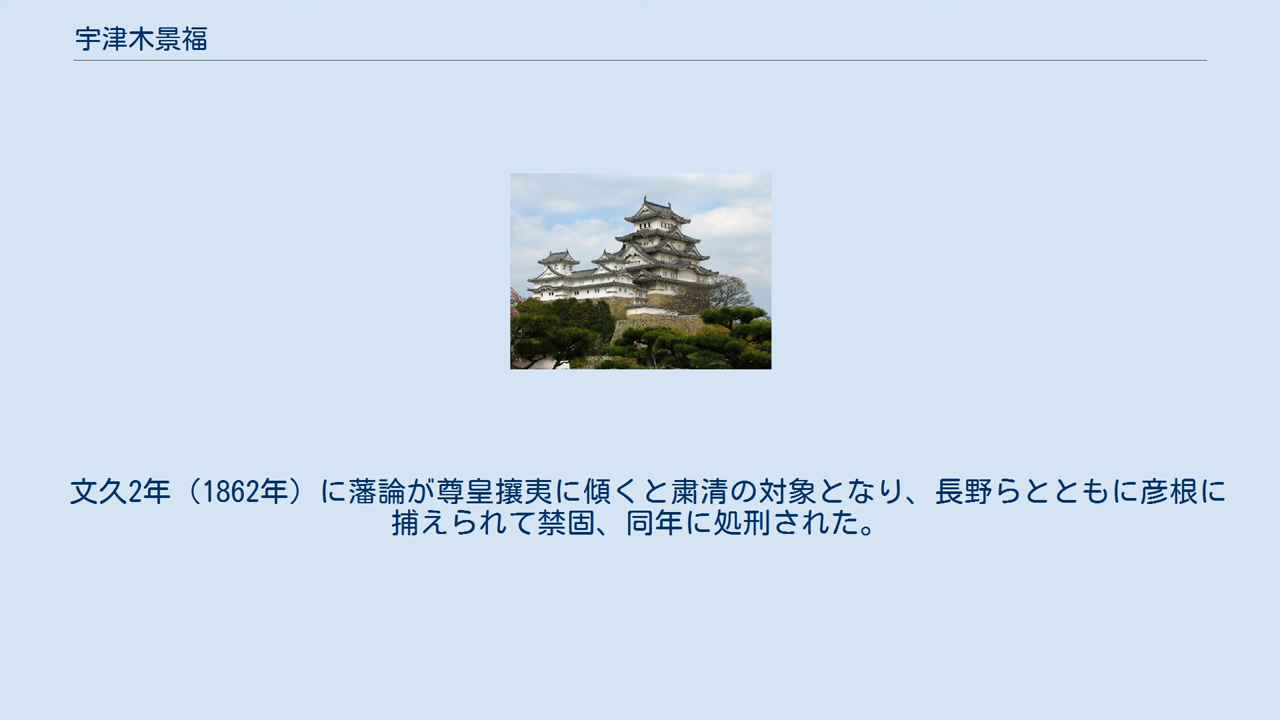 宇津木景福
文久2年（1862年）に藩論が尊皇攘夷に傾くと粛清の対象となり、長野らとともに彦根に
捕えられて禁固、同年に処刑された。